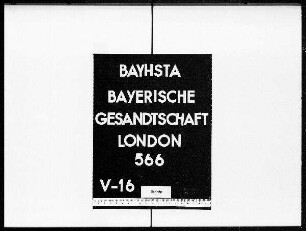 BAYHSTA
BAYERISCHE
GESANDTSCHAFT
LONDON
566
V-16